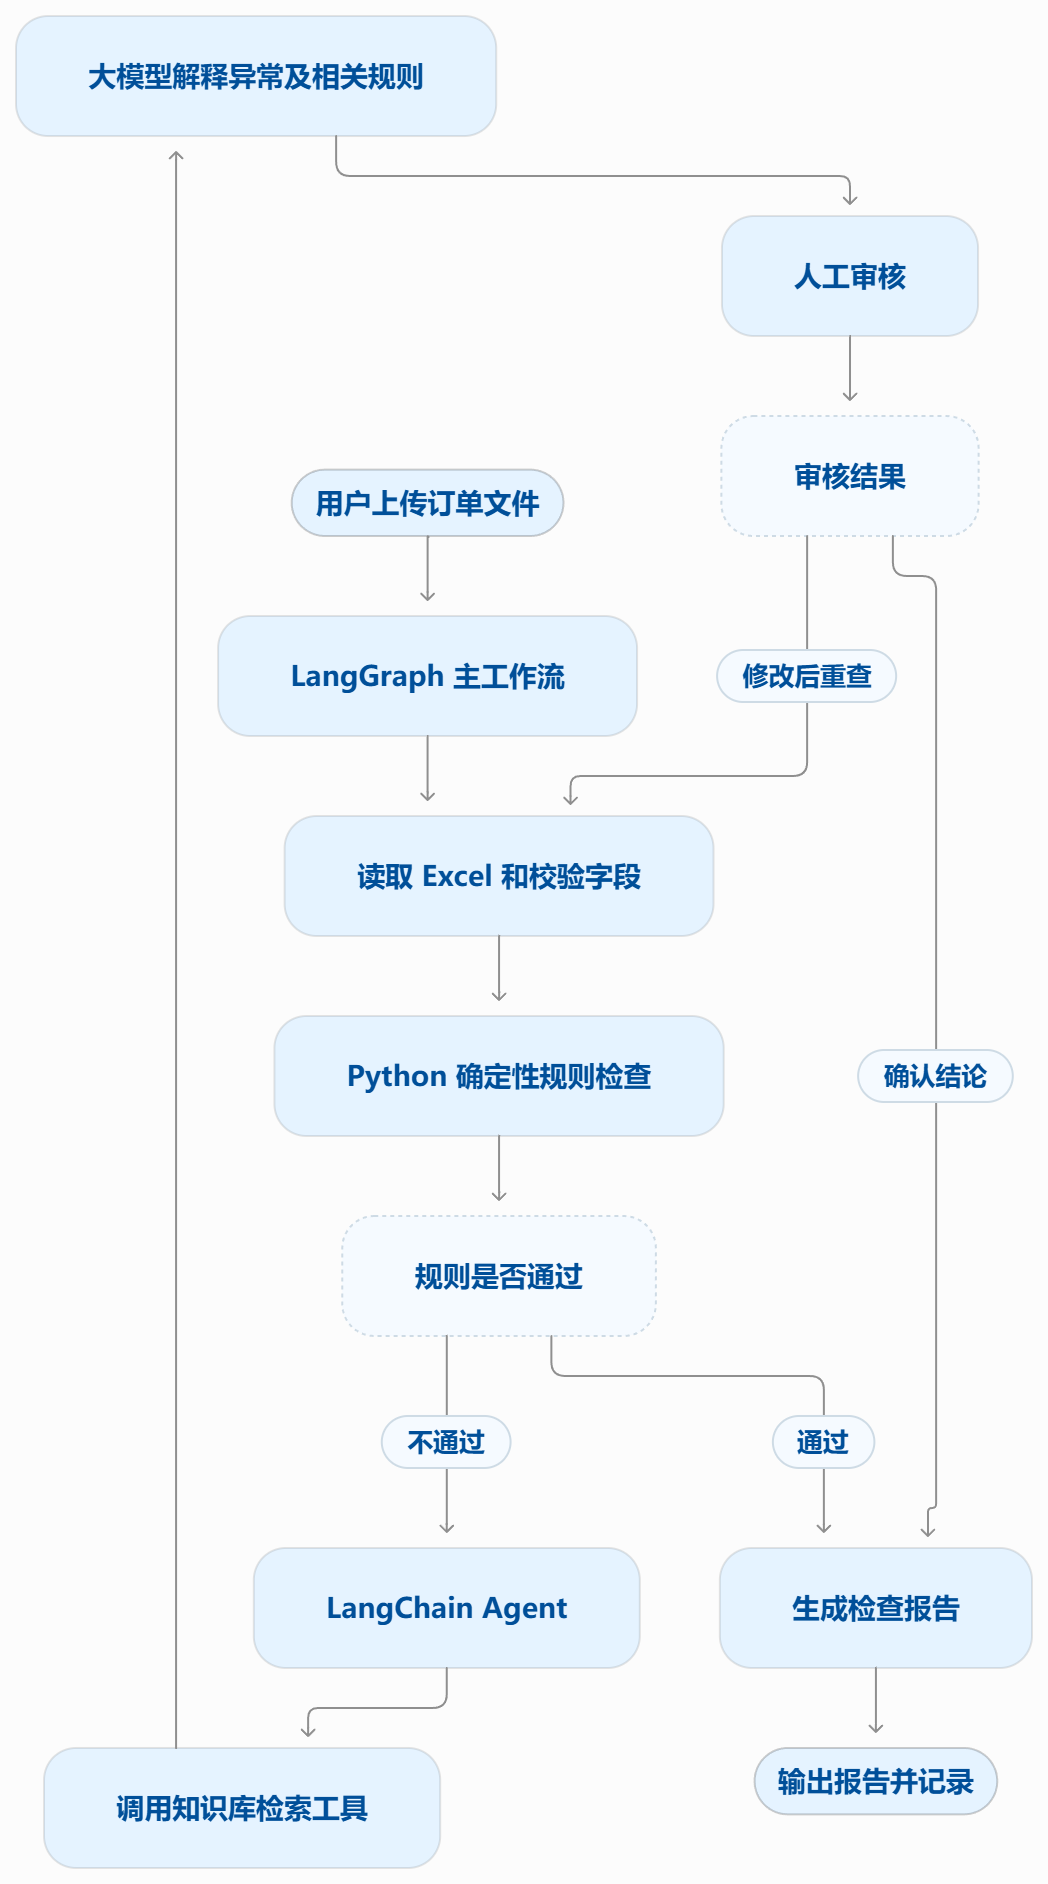 大模型解释异常及相关规则
人工审核
审核结果
用户上传订单文件
LangGraph 主工作流
修改后重查
读取 Excel 和校验字段
Python 确定性规则检查
确认结论
规则是否通过
不通过
通过
LangChain Agent
生成检查报告
输出报告并记录
调用知识库检索工具